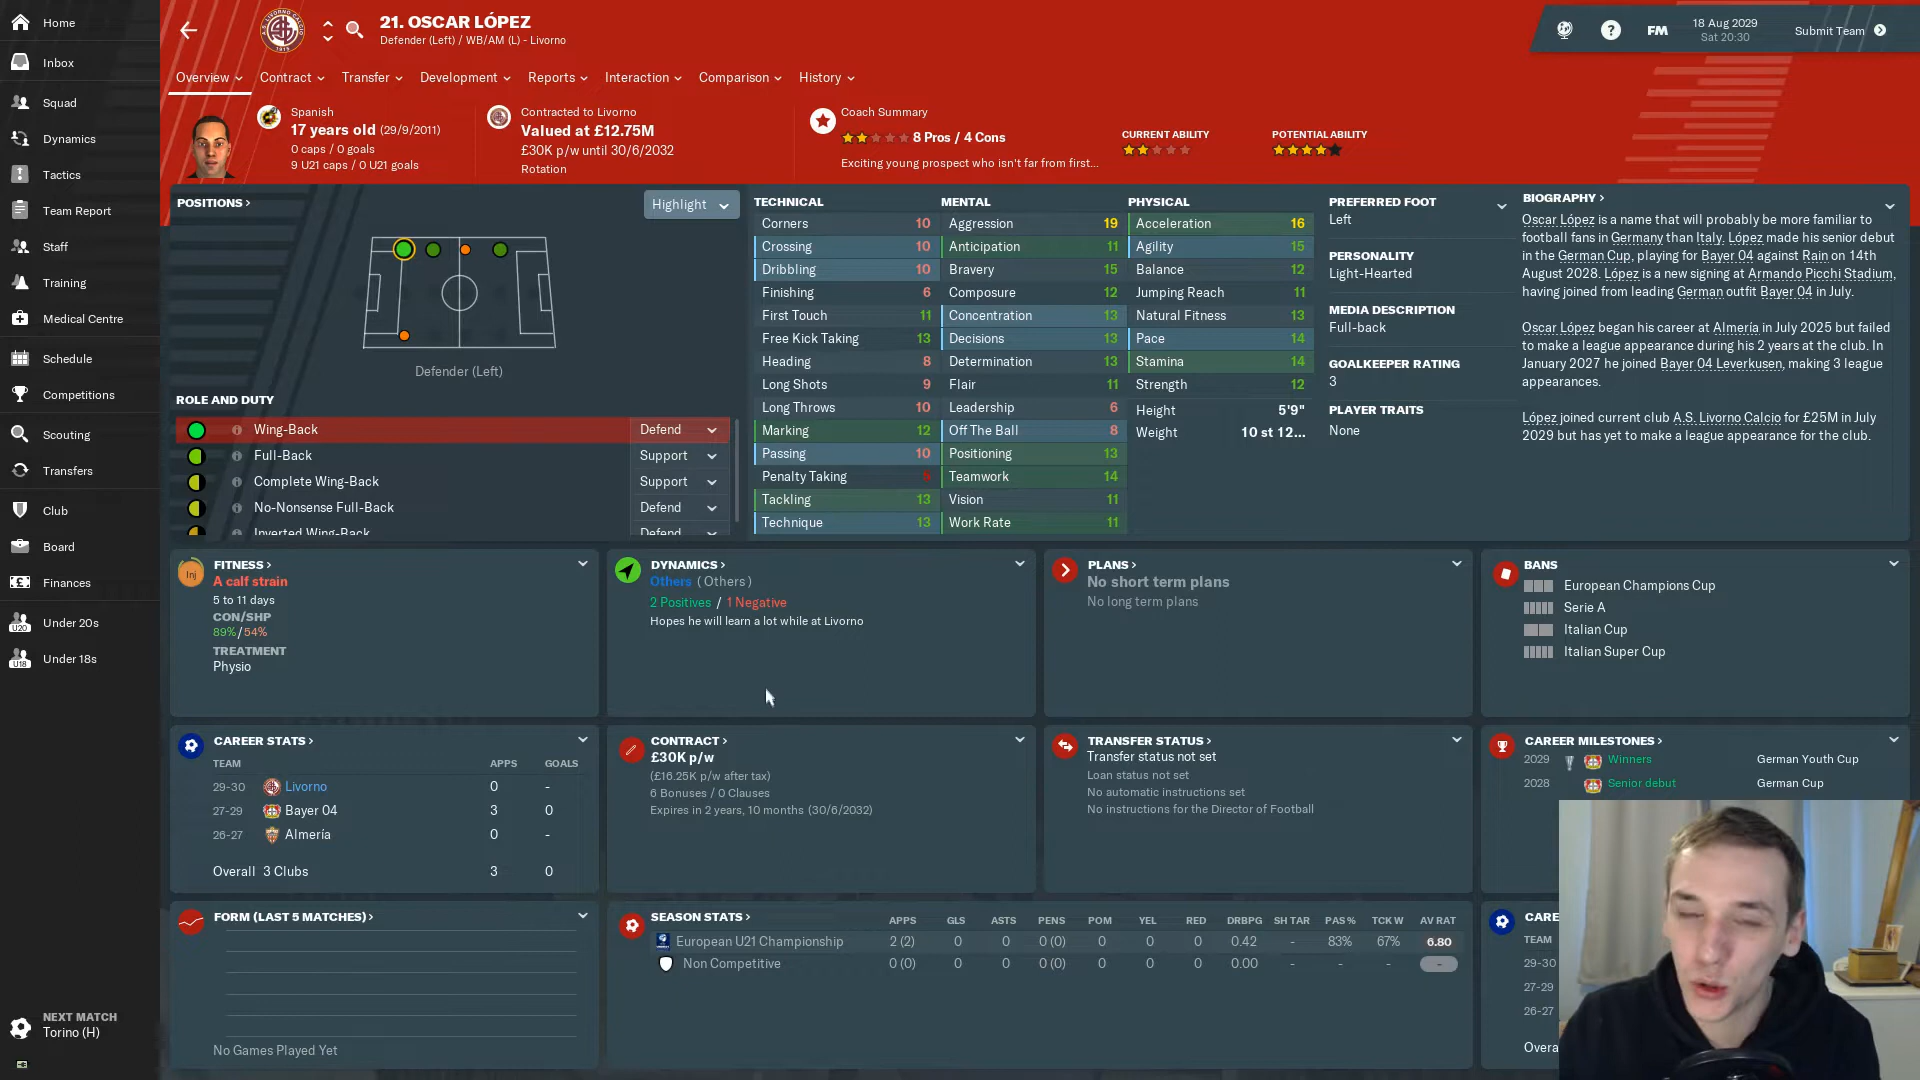 Home
Inbox
Squad
Dynamics
Tactics
Team Report
Staff
Training
Medical Centre
Schedule
Competitions
Scouting
Transfers
Club
Board
Finances
Under 20s
Under 18s
NEXT MATCH
Torino (H)
21. OSCAR LÓPEZ
Defender (Left) / WB/AM (L) - Livorno
FM
18 Aug 2029
Sat 20:30
Submit Team
Overview Contract Transfer Development Reports Interaction Comparison History
Spanish
17 years old (29/9/2011)
0 caps / 0 goals
9 U21 caps / 0 U21 goals
Contracted to Livorno
Valued at £12.75M
£30K p/w until 30/6/2032
Rotation
Coach Summary
8 Pros / 4 Cons
Exciting young prospect who isn't far from first...
CURRENT ABILITY
POTENTIAL ABILITY
POSITIONS >
Highlight
Defender (Left)
ROLE AND DUTY
Wing-Back Defend
Full-Back Support
Complete Wing-Back Support
No-Nonsense Full-Back Defend
Inverted Wing-Back Defend
TECHNICAL
Corners 10
Crossing 10
Dribbling 10
Finishing 6
First Touch 11
Free Kick Taking 13
Heading 8
Long Shots 9
Long Throws 10
Marking 12
Passing 10
Penalty Taking
Tackling 13
Technique 13
MENTAL
Aggression 19
Anticipation 11
Bravery 15
Composure 12
Concentration 13
Decisions 13
Determination 13
Flair 11
Leadership 6
Off The Ball 8
Positioning 13
Teamwork 14
Vision 11
Work Rate 11
PHYSICAL
Acceleration 16
Agility 15
Balance 12
Jumping Reach 11
Natural Fitness 13
Pace 14
Stamina 14
Strength 12
Height 5'9"
Weight 10 st 12...
PREFERRED FOOT
Left
PERSONALITY
Light-Hearted
MEDIA DESCRIPTION
Full-back
GOALKEEPER RATING
3
PLAYER TRAITS
None
BIOGRAPHY >
Oscar López is a name that will probably be more familiar to
football fans in Germany than Italy. López made his senior debut
in the German Cup, playing for Bayer 04 against Rain on 14th
August 2028. López is a new signing at Armando Picchi Stadium,
having joined from leading German outfit Bayer 04 in July.
Oscar López began his career at Almería in July 2025 but failed
to make a league appearance during his 2 years at the club. In
January 2027 he joined Bayer 04 Leverkusen, making 3 league
appearances.
López joined current club A.S. Livorno Calcio for £25M in July
2029 but has yet to make a league appearance for the club.
Inj
FITNESS >
A calf strain
5 to 11 days
CON/SHP
89%/54%
TREATMENT
Physio
DYNAMICS >
Others ( Others )
2 Positives / 1 Negative
Hopes he will learn a lot while at Livorno
PLANS >
No short term plans
No long term plans
BANS
European Champions Cup
Serie A
Italian Cup
Italian Super Cup
CAREER STATS >
TEAM APPS GOALS
29-30 Livorno 0 -
27-29 Bayer 04 3 0
26-27 Almería 0 -
Overall 3 Clubs 3 0
CONTRACT >
£30K p/w
(£16.25K p/w after tax)
6 Bonuses / 0 Clauses
Expires in 2 years, 10 months (30/6/2032)
TRANSFER STATUS >
Transfer status not set
Loan status not set
No automatic instructions set
No instructions for the Director of Football
CAREER MILESTONES >
2029 Winners German Youth Cup
2028 Senior debut German Cup
FORM (LAST 5 MATCHES) >
No Games Played Yet
SEASON STATS > APPS GLS ASTS PENS POM YEL RED DRBPG SH TAR PAS % TCK W AV RAT
European U21 Championship 2 (2) 0 0 0 (0) 0 0 0 0.42 - 83% 67% 6.80
Non Competitive 0 (0) 0 0 0 (0) 0 0 0 0.00 - - - -
CARE
TEAM
29-30
27-29
26-27
Overa